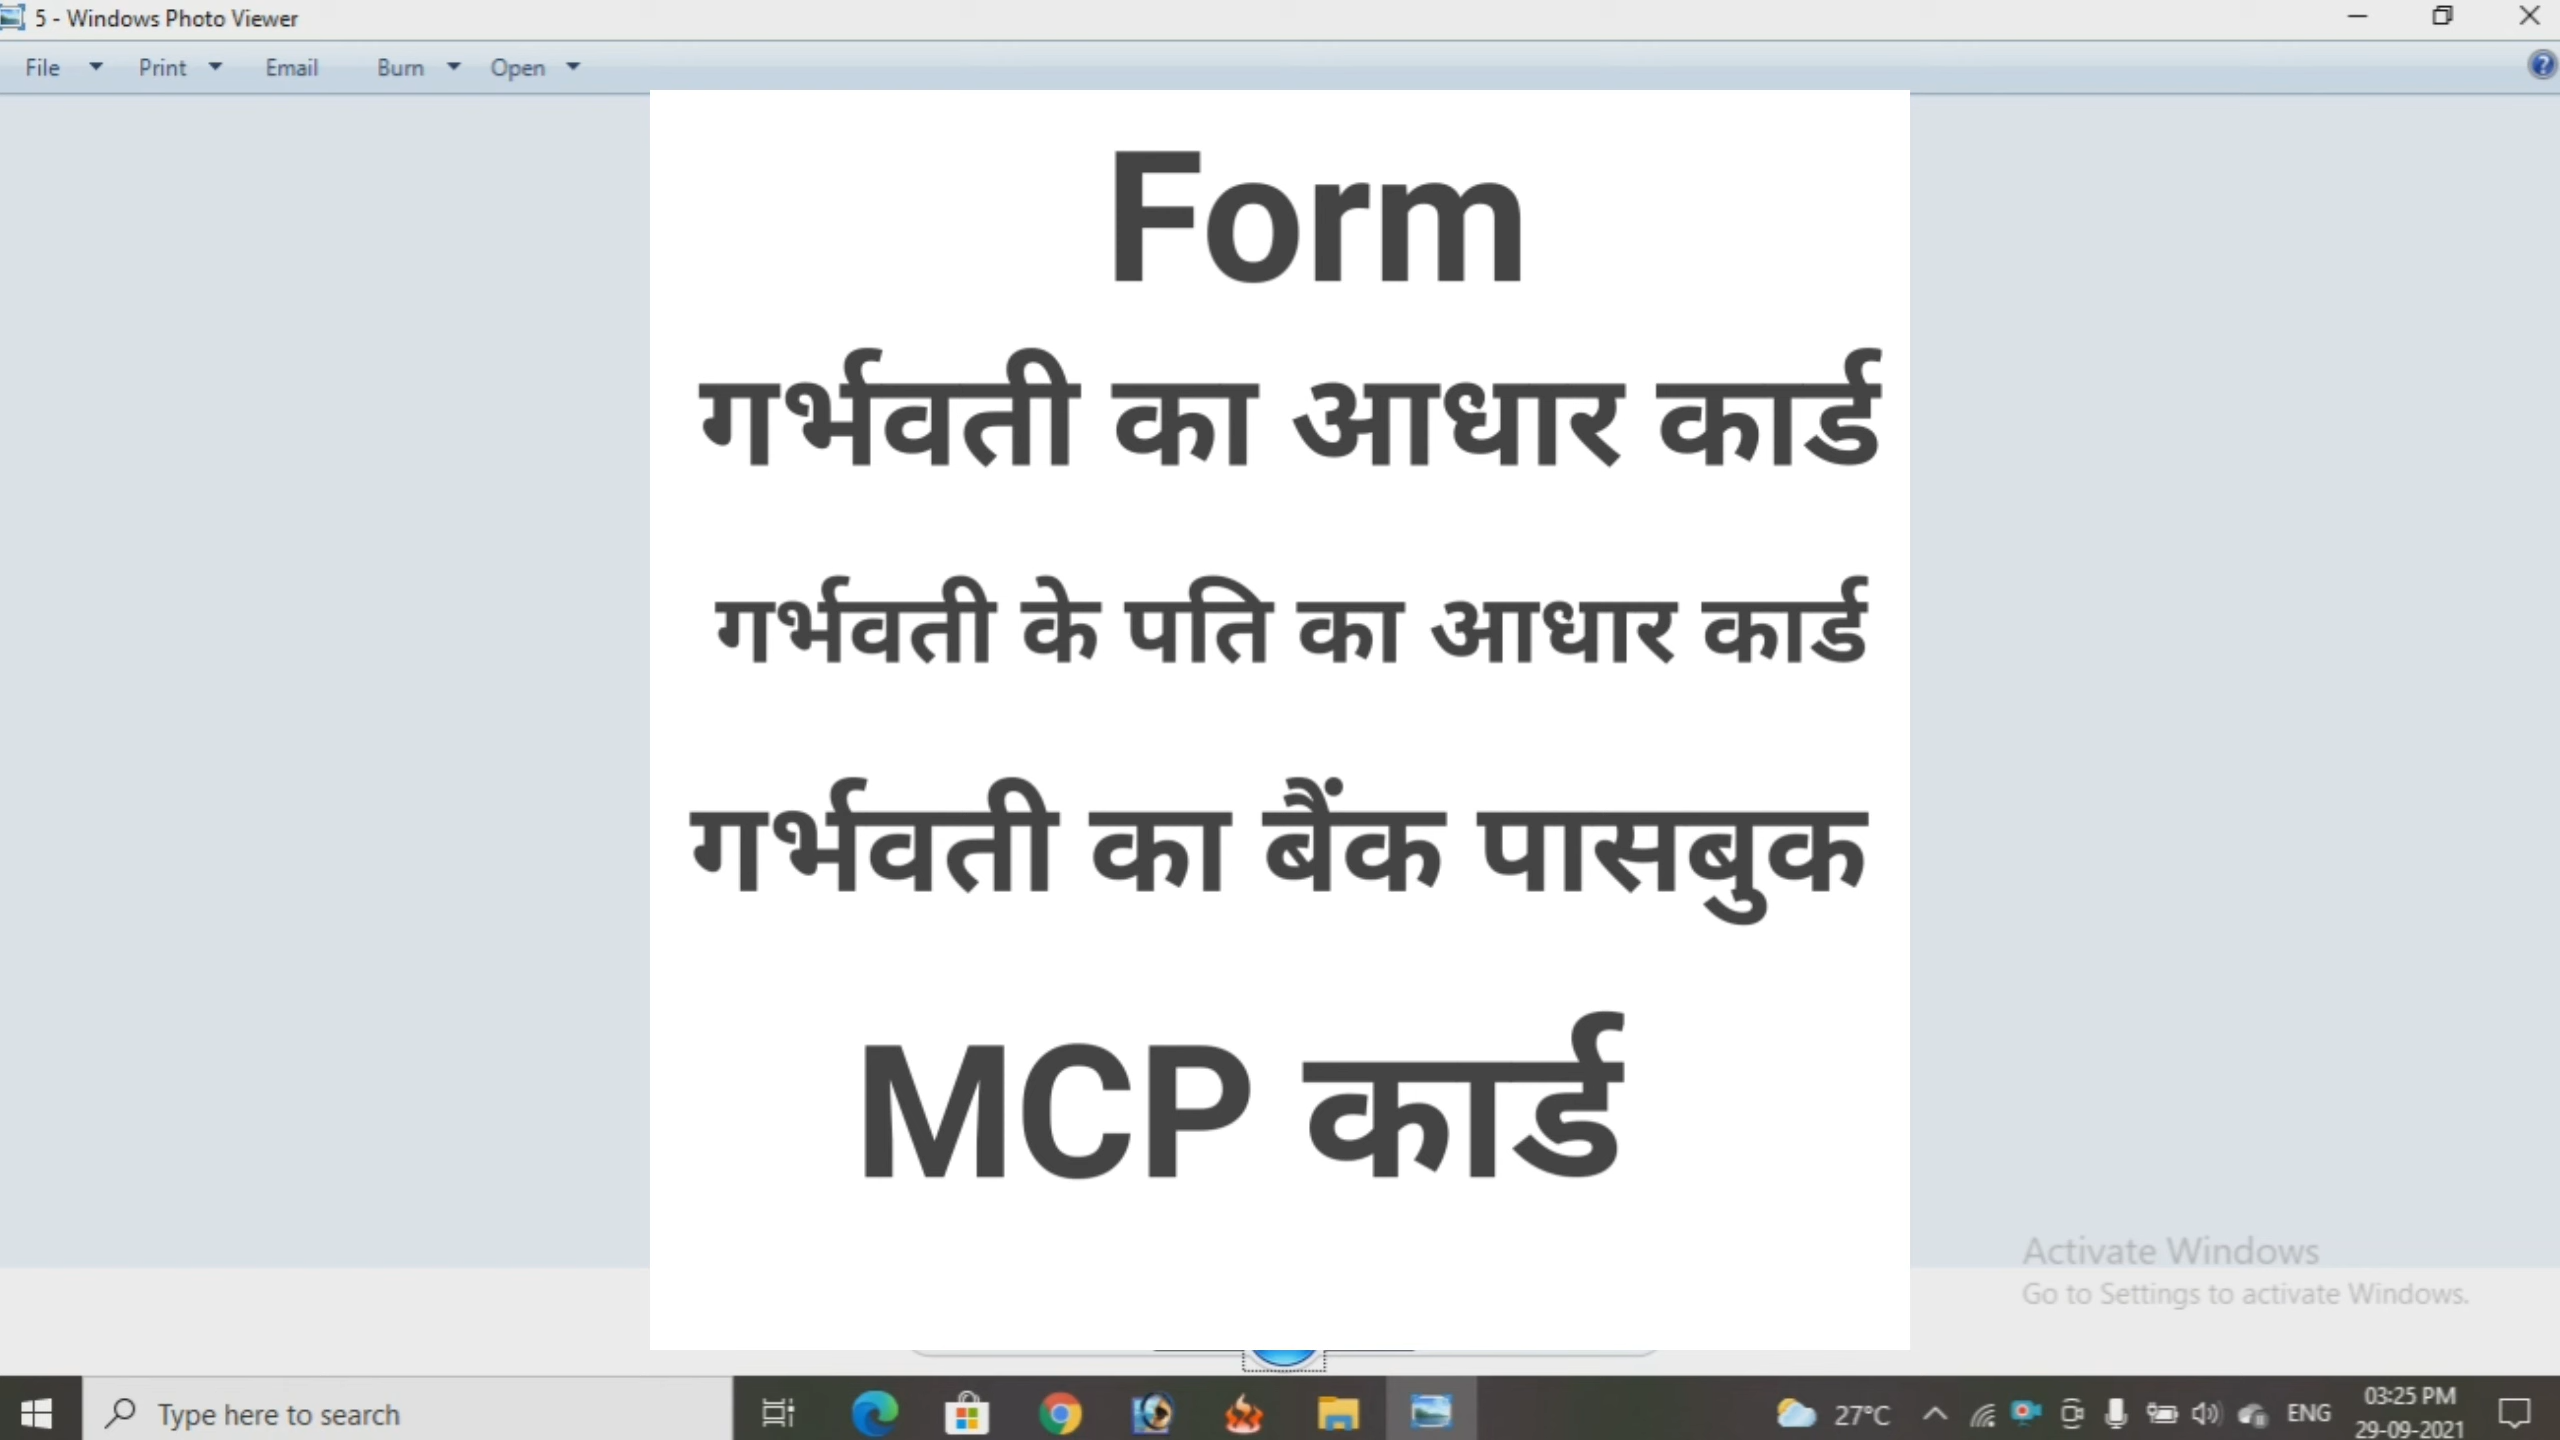 5 - Windows Photo Viewer
File Print Email Burn Open
Form
गर्भवती का आधार कार्ड
गर्भवती के पति का आधार कार्ड
गर्भवती का बैंक पासबुक
MCP कार्ड
Activate Windows
Go to Settings to activate Windows.
Type here to search
27°C
ENG
03:25 PM
29-09-2021